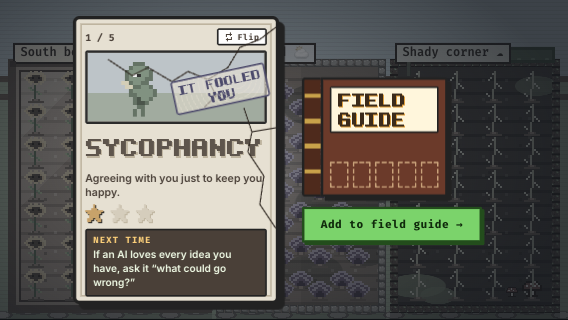 South
Shady corner
1 / 5
Flip
IT FOOLED
YOU
SYCOPHANCY
Agreeing with you just to keep you
happy.
NEXT TIME
If an AI loves every idea you
have, ask it “what could go
wrong?”
FIELD
GUIDE
Add to field guide →